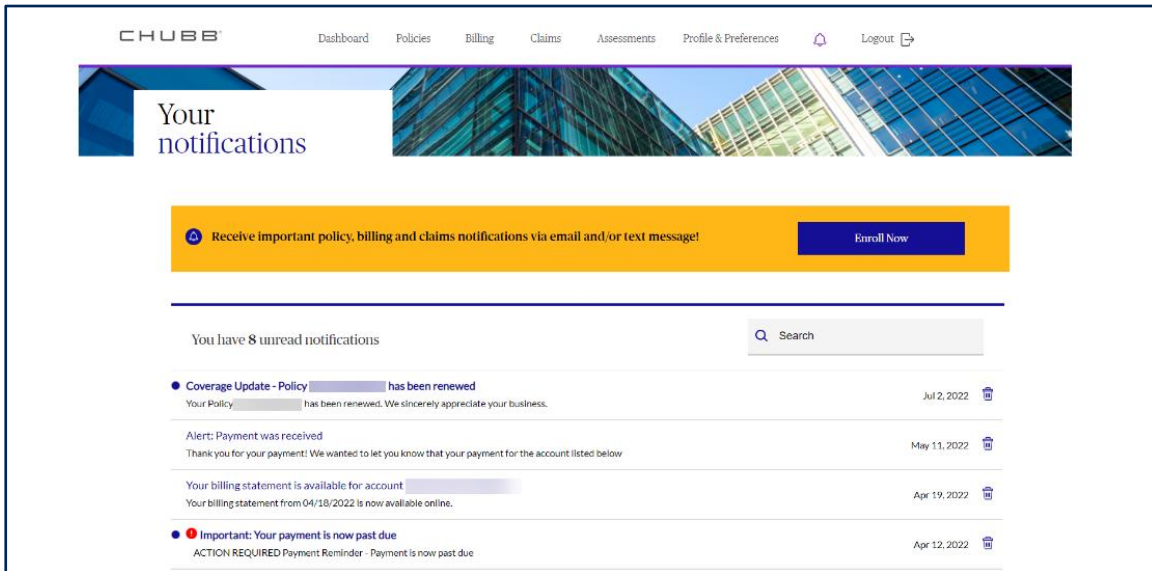 CHUBB
Dashboard Policies Billing Claims Assessments Profile & Preferences Logout
Your
notifications
Receive important policy, billing and claims notifications via email and/or text message! Enroll Now
You have 8 unread notifications Search
Coverage Update - Policy has been renewed
Your Policy has been renewed. We sincerely appreciate your business. Jul 2, 2022
Alert: Payment was received
Thank you for your payment! We wanted to let you know that your payment for the account listed below May 11, 2022
Your billing statement is available for account
Your billing statement from 04/18/2022 is now available online. Apr 19, 2022
Important: Your payment is now past due
ACTION REQUIRED Payment Reminder - Payment is now past due Apr 12, 2022